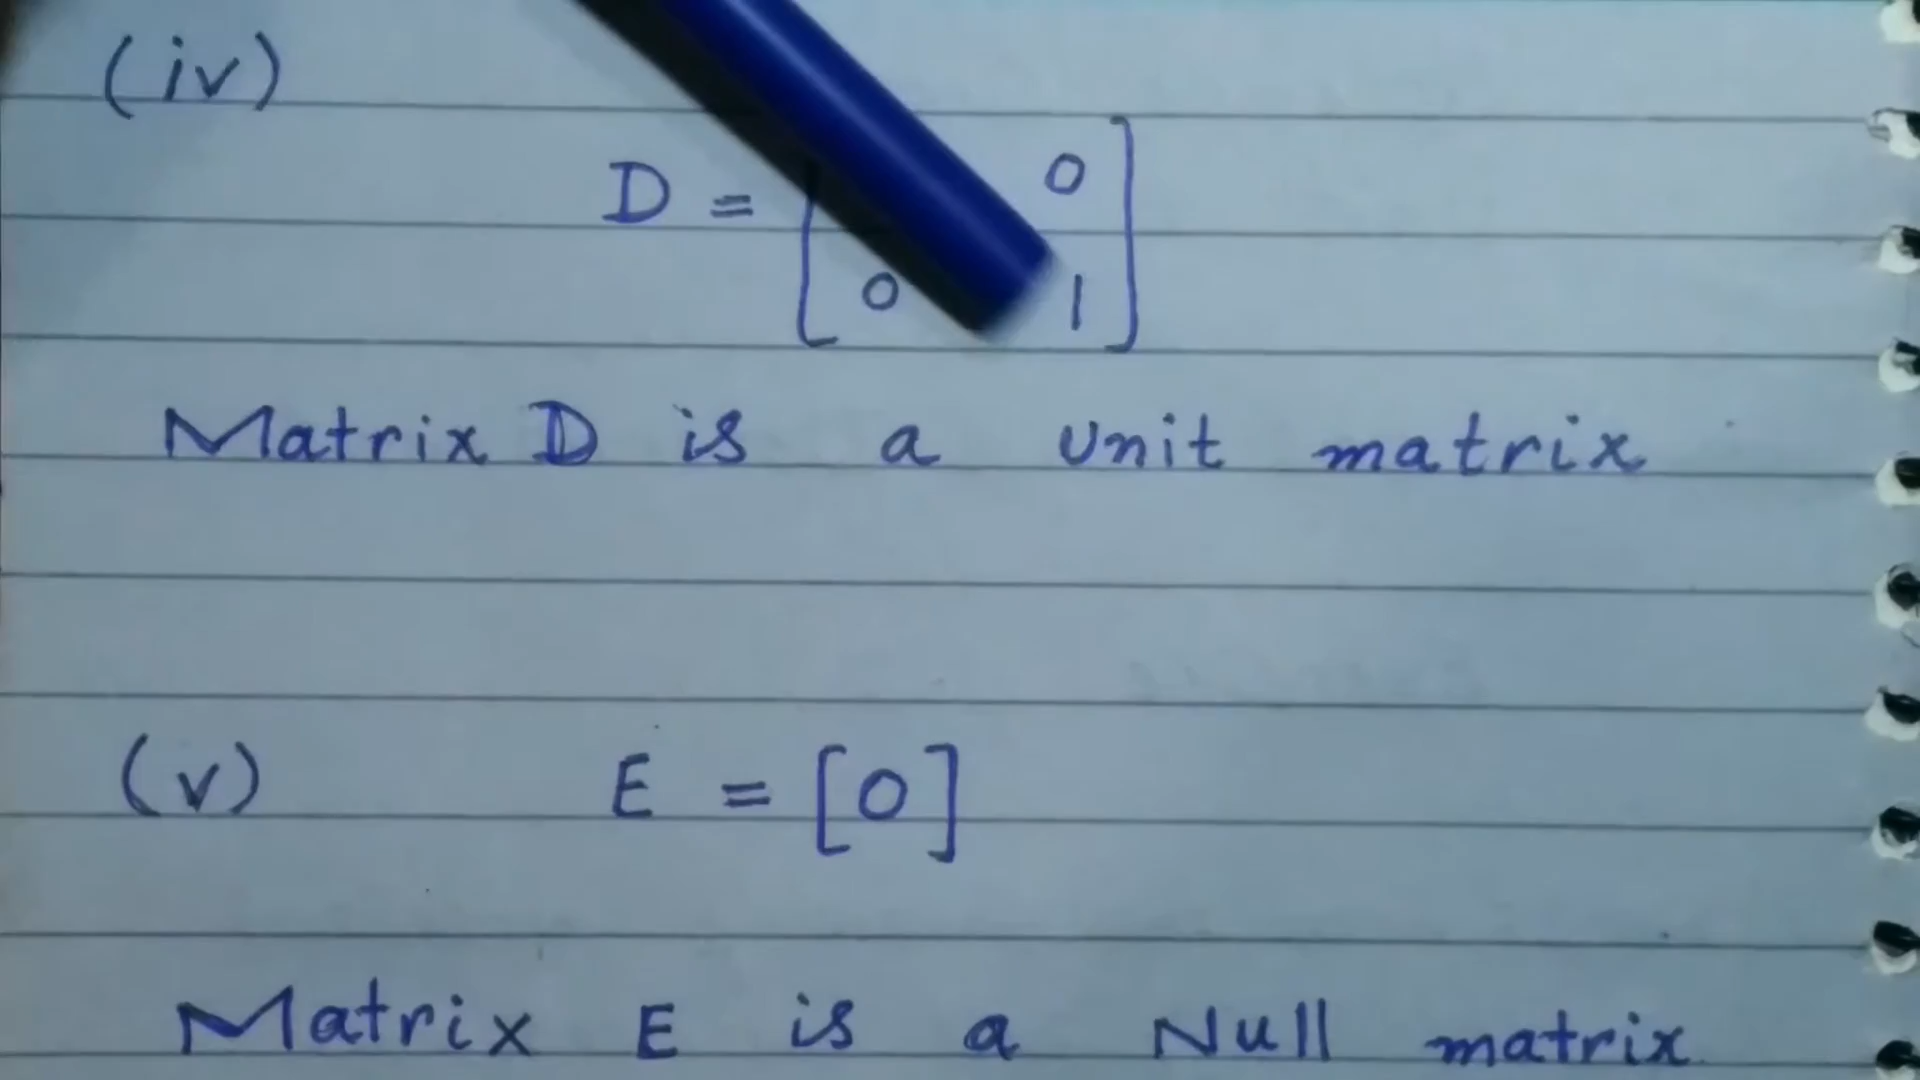 (iv)
D = [ 0
0 1 ]
Matrix D is a unit matrix
(v) E = [0]
Matrix E is a Null matrix